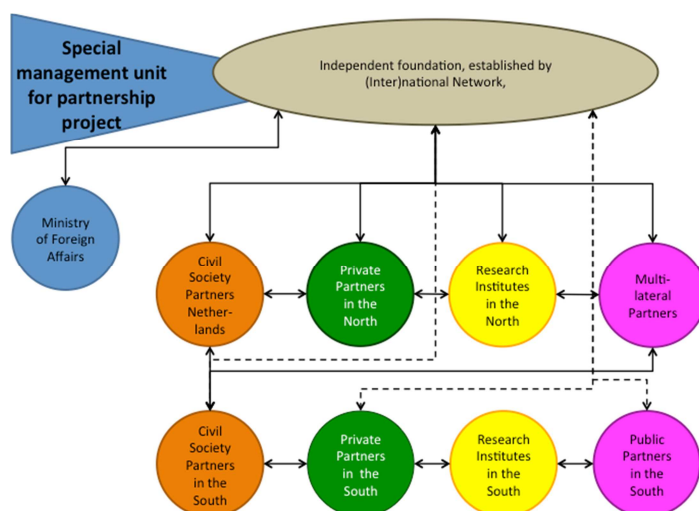 Special
management unit
for partnership
project
Independent foundation, established by
(Inter)national Network,
Ministry
of Foreign
Affairs
Civil
Society
Partners
Nether-
lands
Private
Partners
in the
North
Research
Institutes
in the
North
Multi-
lateral
Partners
Civil
Society
Partners
in the
South
Private
Partners
in the
South
Research
Institutes
in the
South
Public
Partners
in the
South